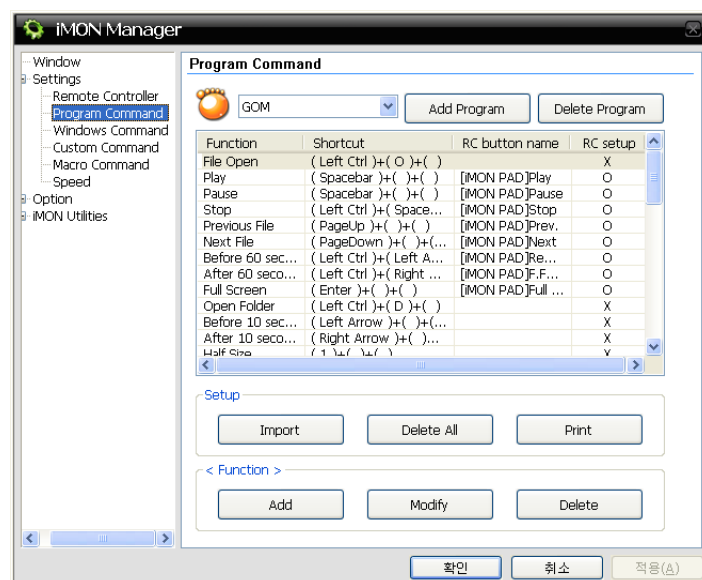 iMON Manager
Window
Settings
Remote Controller
Program Command
Windows Command
Custom Command
Macro Command
Speed
Option
iMON Utilities
Program Command
GOM
Add Program
Delete Program
Function Shortcut RC button name RC setup
File Open ( Left Ctrl )+( O )+( ) X
Play ( Spacebar )+( )+( ) [iMON PAD]Play O
Pause ( Spacebar )+( )+( ) [iMON PAD]Pause O
Stop ( Left Ctrl )+( Space... [iMON PAD]Stop O
Previous File ( PageUp )+( )+( ) [iMON PAD]Prev. O
Next File ( PageDown )+( )+(... [iMON PAD]Next O
Before 60 sec... ( Left Ctrl )+( Left A... [iMON PAD]Re... O
After 60 seco... ( Left Ctrl )+( Right ... [iMON PAD]F.F... O
Full Screen ( Enter )+( )+( ) [iMON PAD]Full ... O
Open Folder ( Left Ctrl )+( D )+( ) X
Before 10 sec... ( Left Arrow )+( )+(... X
After 10 seco... ( Right Arrow )+( )... X
Half Size ( 1 )+( )+( ) X
Setup
Import
Delete All
Print
< Function >
Add
Modify
Delete
확인
취소
적용(A)